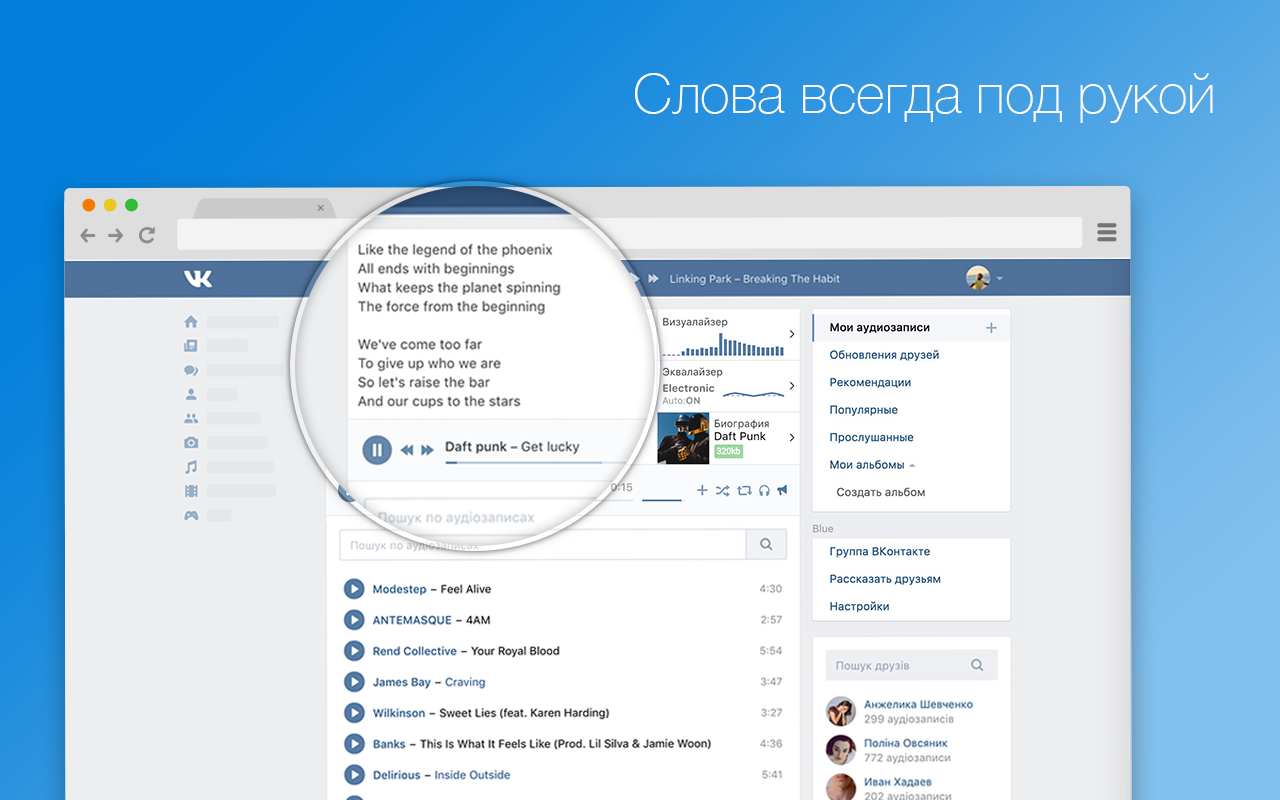 Слова всегда под рукой
Like the legend of the phoenix
All ends with beginnings
What keeps the planet spinning
The force from the beginning
We've come too far
To give up who we are
So let's raise the bar
And our cups to the stars
Daft punk – Get lucky
Пошук по аудіозаписах
VK
Linking Park – Breaking The Habit
Визуалайзер
Эквалайзер
Electronic
Auto:ON
Биография
Daft Punk
320kb
0:15
Пошук по аудіозаписах
Modestep – Feel Alive 4:30
ANTEMASQUE – 4AM 2:57
Rend Collective – Your Royal Blood 5:54
James Bay – Craving 3:47
Wilkinson – Sweet Lies (feat. Karen Harding) 3:27
Banks – This Is What It Feels Like (Prod. Lil Silva & Jamie Woon) 4:36
Delirious – Inside Outside 5:41
Мои аудиозаписи
Обновления друзей
Рекомендации
Популярные
Прослушанные
Мои альбомы
Создать альбом
Blue
Группа ВКонтакте
Рассказать друзьям
Настройки
Пошук друзів
Анжелика Шевченко
299 аудіозаписів
Поліна Овсяник
772 аудіозаписи
Иван Хадаев
202 аудіозаписи